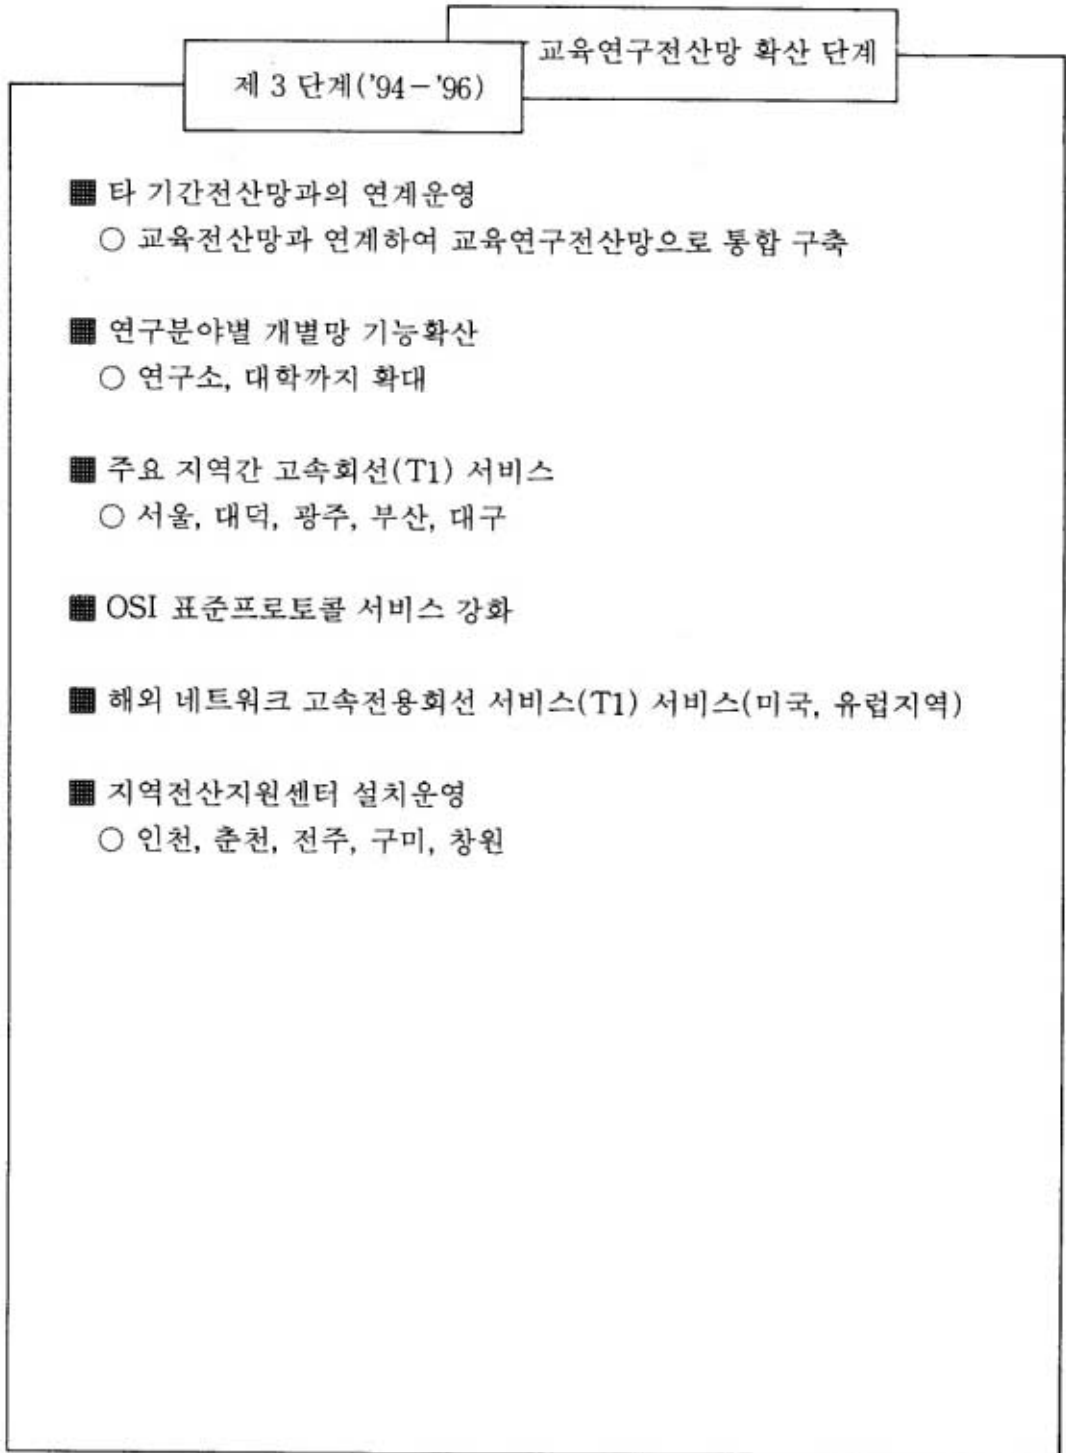 교육연구전산망 확산 단계
제 3 단계('94-'96)
▦ 타 기간전산망과의 연계운영
○ 교육전산망과 연계하여 교육연구전산망으로 통합 구축
▦ 연구분야별 개별망 기능확산
○ 연구소, 대학까지 확대
▦ 주요 지역간 고속회선(T1) 서비스
○ 서울, 대덕, 광주, 부산, 대구
▦ OSI 표준프로토콜 서비스 강화
▦ 해외 네트워크 고속전용회선 서비스(T1) 서비스(미국, 유럽지역)
▦ 지역전산지원센터 설치운영
○ 인천, 춘천, 전주, 구미, 창원